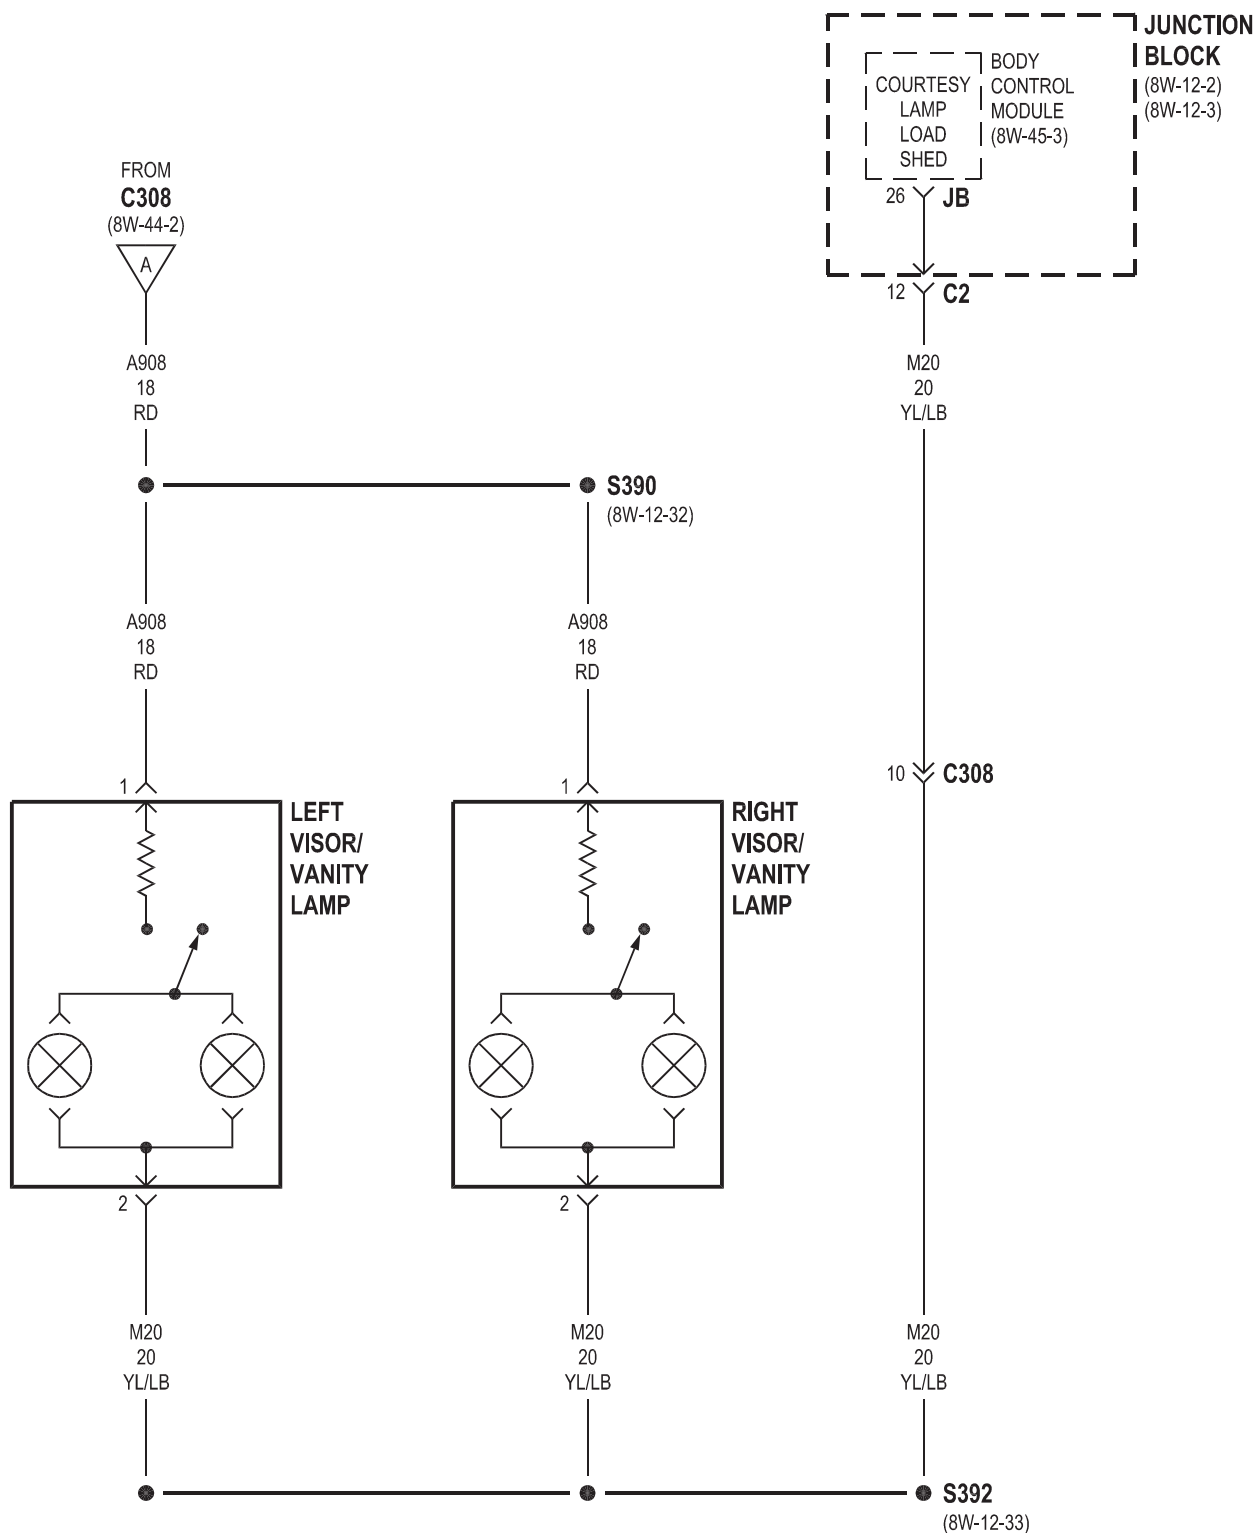 JUNCTION
BLOCK
(8W-12-2)
(8W-12-3)
BODY
CONTROL
MODULE
(8W-45-3)
COURTESY
LAMP
LOAD
SHED
26
JB
12
C2
M20
20
YL/LB
FROM
C308
(8W-44-2)
A
A908
18
RD
S390
(8W-12-32)
A908
18
RD
A908
18
RD
10
C308
1
LEFT
VISOR/
VANITY
LAMP
1
RIGHT
VISOR/
VANITY
LAMP
2
2
M20
20
YL/LB
M20
20
YL/LB
M20
20
YL/LB
S392
(8W-12-33)